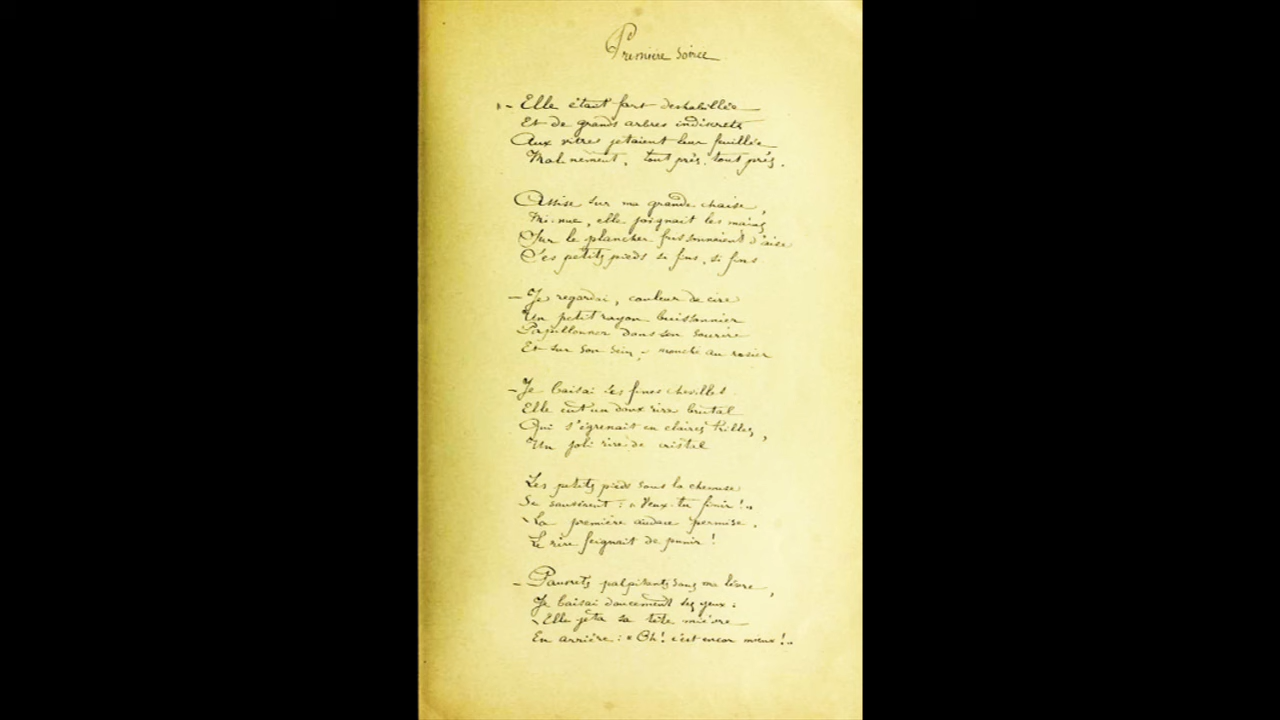 Première soirée
- Elle était fort deshabillée
Et de grands arbres indiscrets
Aux vitres jetaient leur feuillée
Malinement, tout près, tout près.
Assise sur ma grande chaise,
Mi-nue, elle joignait les mains,
Sur le plancher frissonnaient d'aise
Ses petits pieds si fins, si fins
- Je regardai, couleur de cire
Un petit rayon buissonnier
Papillonner dans son sourire
Et sur son sein, - mouche au rosier
- Je baisai ses fines chevilles
Elle eut un doux rire brutal
Qui s'égrenait en claires trilles,
Un joli rire de cristal
Les petits pieds sous la chemise
Se sauvèrent : « Veux-tu finir ! »
- La première audace permise,
Le rire feignait de punir !
- Pauvrets palpitants sous ma lèvre,
Je baisai doucement ses yeux :
- Elle jeta sa tête mièvre
En arrière : « Oh ! c'est encor mieux ! »